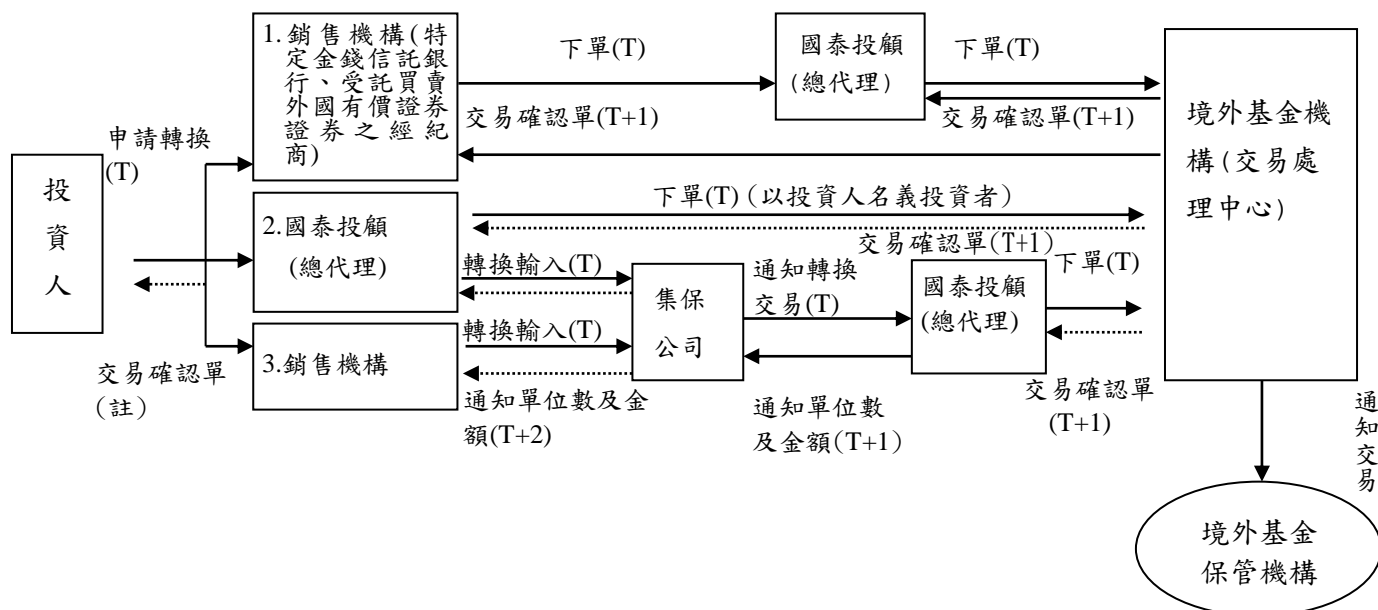 投
資
人
申請轉換
(T)
交易確認單
(註)
1.銷售機構(特
定金錢信託銀
行、受託買賣
外國有價證券
證券之經紀
商)
2.國泰投顧
(總代理)
3.銷售機構
下單(T)
交易確認單(T+1)
國泰投顧
(總代理)
下單(T)
交易確認單(T+1)
境外基金機
構(交易處
理中心)
下單(T)(以投資人名義投資者)
交易確認單(T+1)
轉換輸入(T)
轉換輸入(T)
通知單位數及金
額(T+2)
集保
公司
通知轉換
交易(T)
通知單位數
及金額(T+1)
國泰投顧
(總代理)
下單(T)
交易確認單
(T+1)
通
知
交
易
境外基金
保管機構